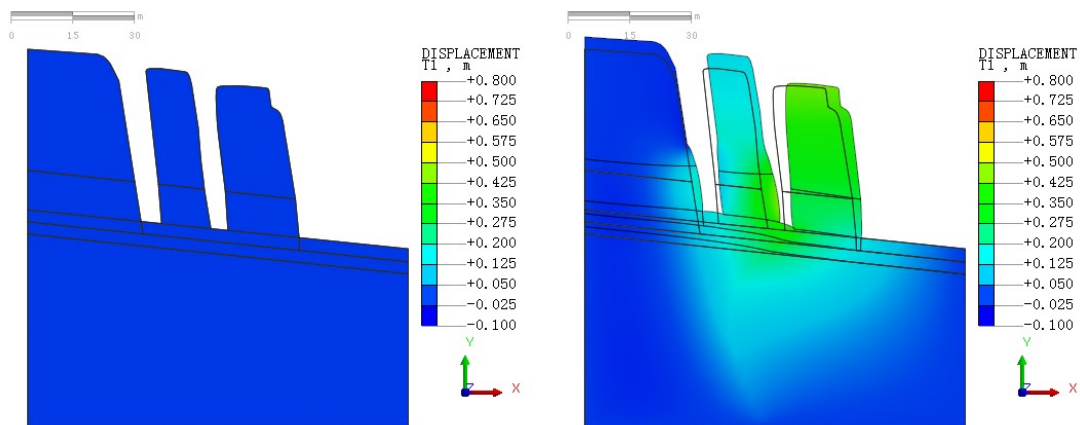 0 15 30 m
DISPLACEMENT
T1 , m
+0.800
+0.725
+0.650
+0.575
+0.500
+0.425
+0.350
+0.275
+0.200
+0.125
+0.050
-0.025
-0.100
Y
Z X
0 15 30 m
DISPLACEMENT
T1 , m
+0.800
+0.725
+0.650
+0.575
+0.500
+0.425
+0.350
+0.275
+0.200
+0.125
+0.050
-0.025
-0.100
Y
Z X